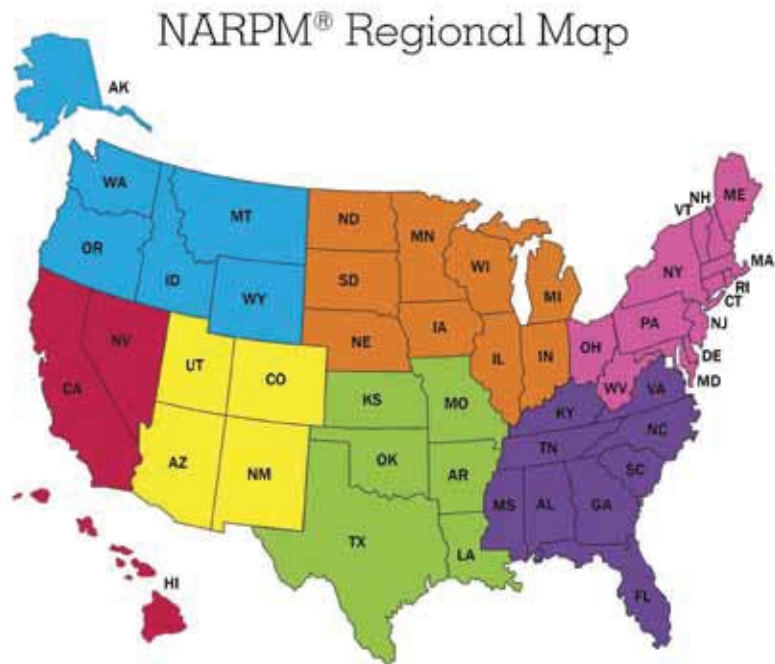 NARPM® Regional Map
AK
WA
MT
ND
MN
NH
ME
VT
OR
ID
WY
SD
WI
MI
NY
MA
RI
CT
NV
CA
UT
CO
NE
IA
IL
IN
OH
PA
NJ
DE
MD
WV
VA
KS
MO
KY
NC
TN
AZ
NM
OK
AR
SC
MS
AL
GA
TX
LA
FL
HI